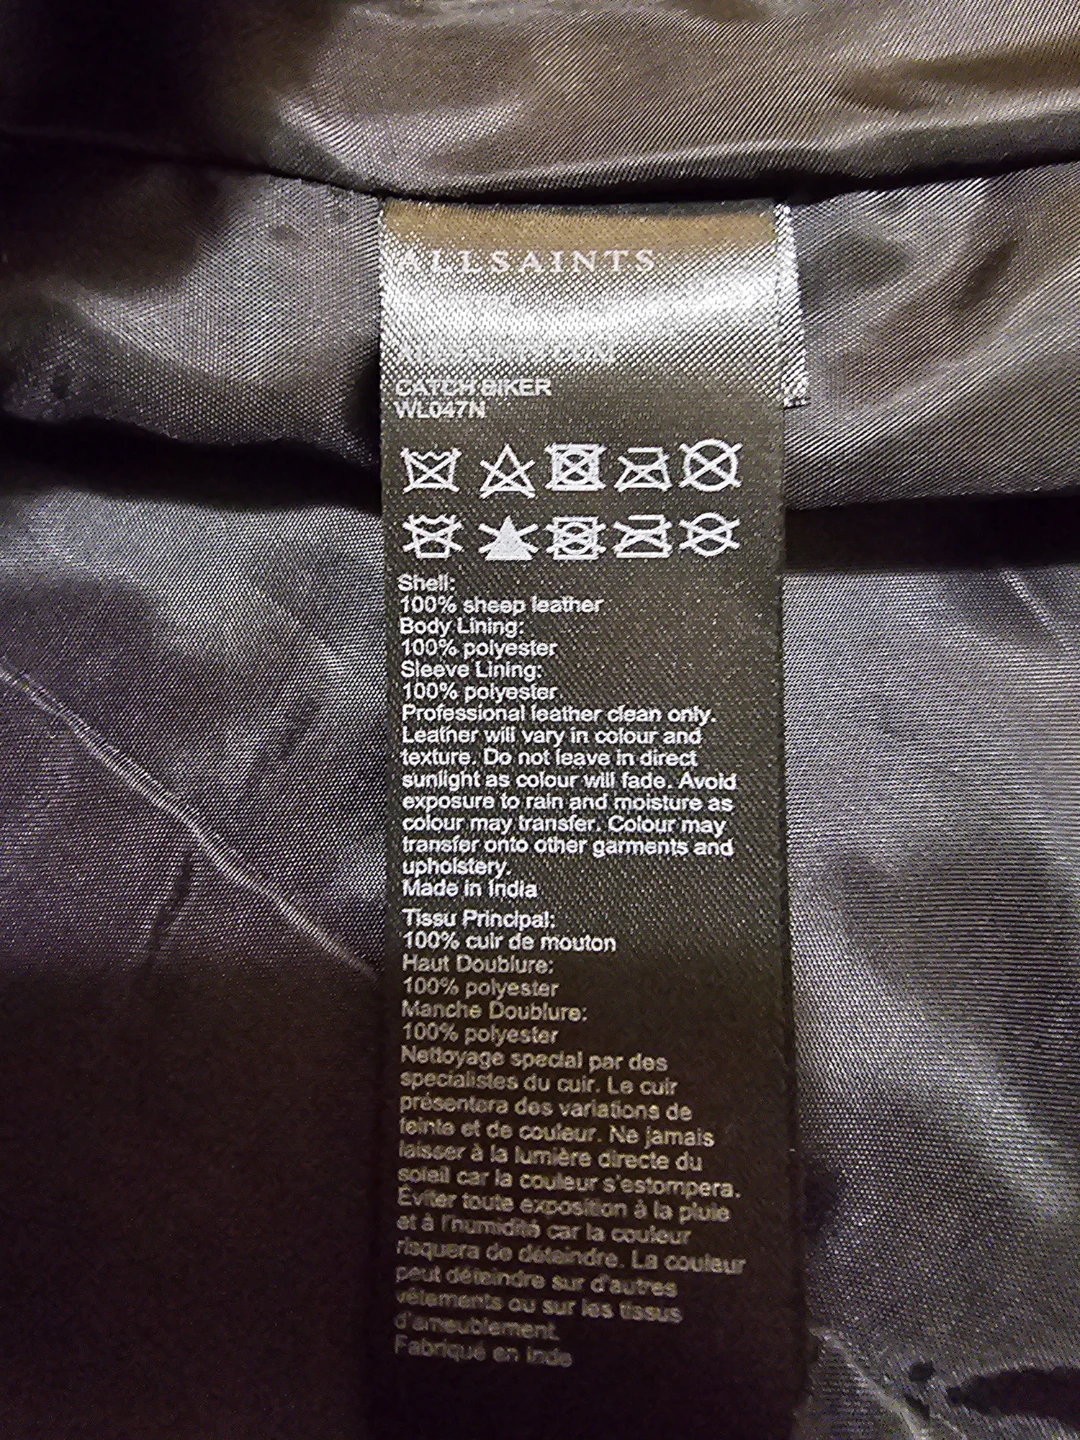 ALLSAINTS
CATCH BIKER
WL047N
Shell:
100% sheep leather
Body Lining:
100% polyester
Sleeve Lining:
100% polyester
Professional leather clean only.
Leather will vary in colour and
texture. Do not leave in direct
sunlight as colour will fade. Avoid
exposure to rain and moisture as
colour may transfer. Colour may
transfer onto other garments and
upholstery.
Made in India
Tissu Principal:
100% cuir de mouton
Haut Doublure:
100% polyester
Manche Doublure:
100% polyester
Nettoyage special par des
specialistes du cuir. Le cuir
présentera des variations de
teinte et de couleur. Ne jamais
laisser à la lumière directe du
soleil car la couleur s'estompera.
Eviter toute exposition à la pluie
et à l'humidité car la couleur
risquera de déteindre. La couleur
peut déteindre sur d'autres
vêtements ou sur les tissus
d'ameublement.
Fabriqué en Inde